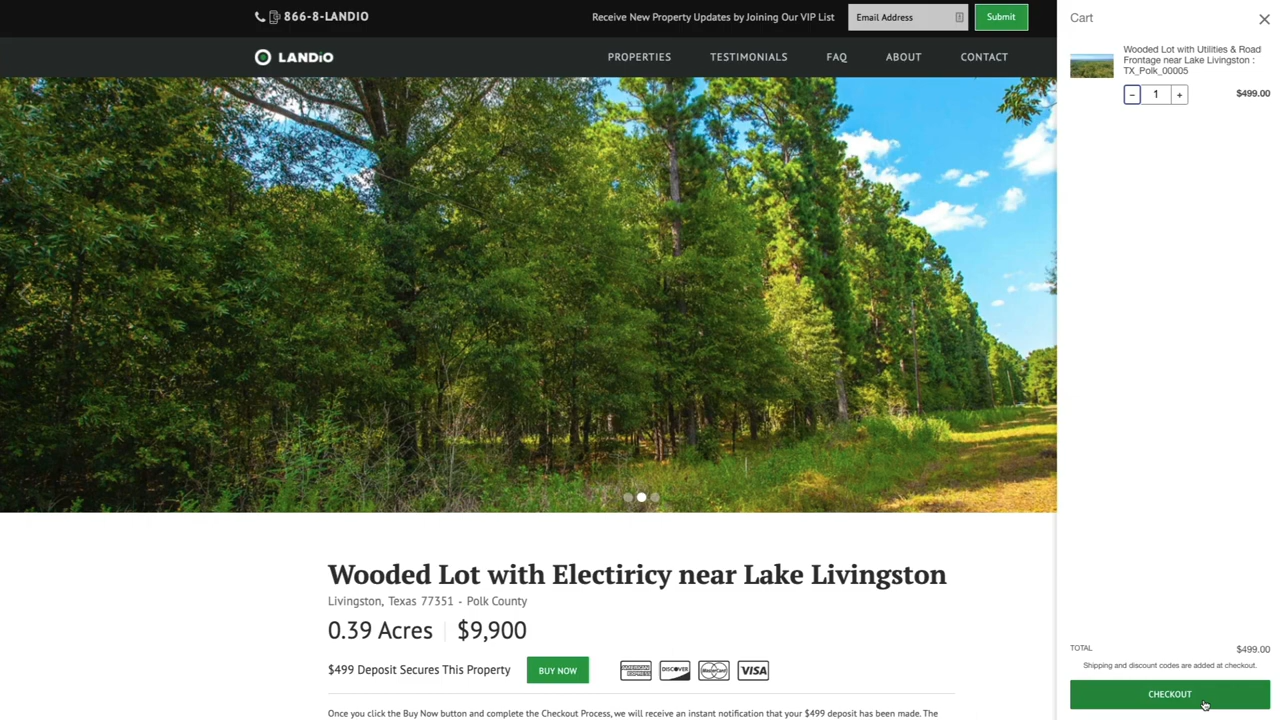 866-8-LANDIO
Receive New Property Updates by Joining Our VIP List
Email Address
Submit
LANDiO
PROPERTIES
TESTIMONIALS
FAQ
ABOUT
CONTACT
Cart
Wooded Lot with Utilities & Road
Frontage near Lake Livingston :
TX_Polk_00005
− 1 + $499.00
Wooded Lot with Electiricy near Lake Livingston
Livingston, Texas 77351 - Polk County
0.39 Acres | $9,900
$499 Deposit Secures This Property
BUY NOW
AMERICAN EXPRESS
DISCOVER
MasterCard
VISA
Once you click the Buy Now button and complete the Checkout Process, we will receive an instant notification that your $499 deposit has been made. The
TOTAL $499.00
Shipping and discount codes are added at checkout.
CHECKOUT